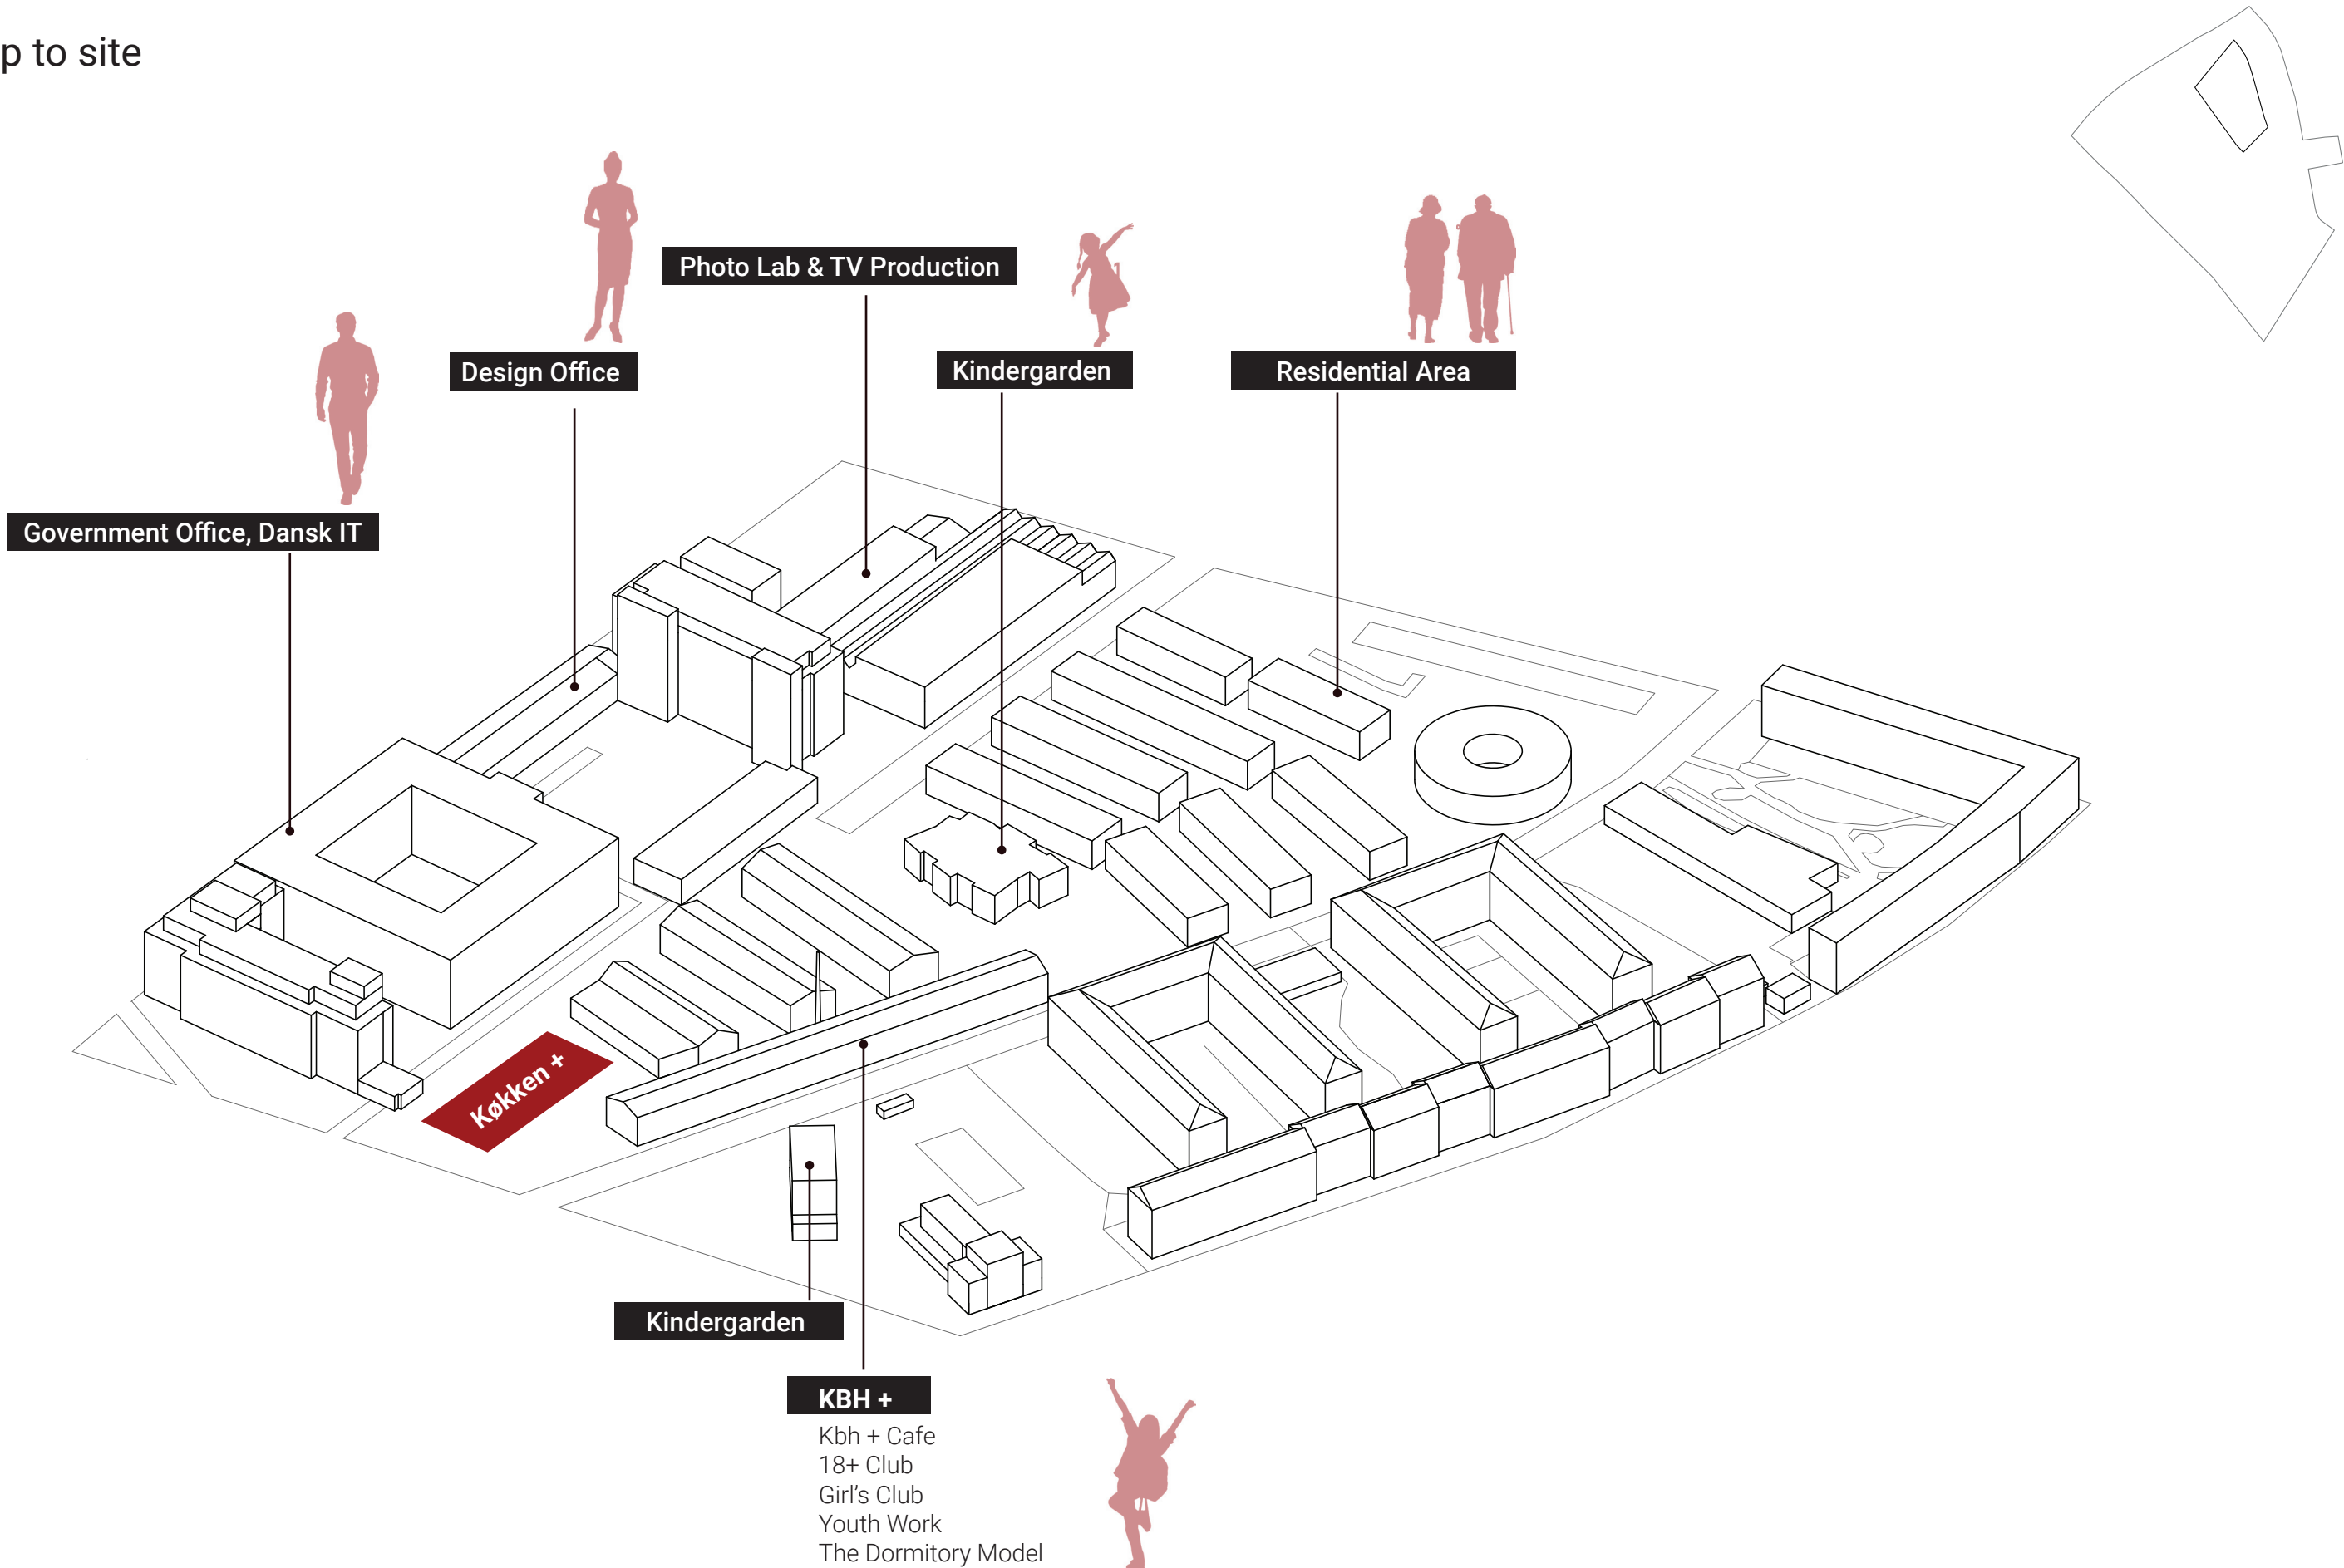 p to site
Photo Lab & TV Production
Design Office
Kindergarden
Residential Area
Government Office, Dansk IT
Køkken +
Kindergarden
KBH +
Kbh + Cafe
18+ Club
Girl's Club
Youth Work
The Dormitory Model